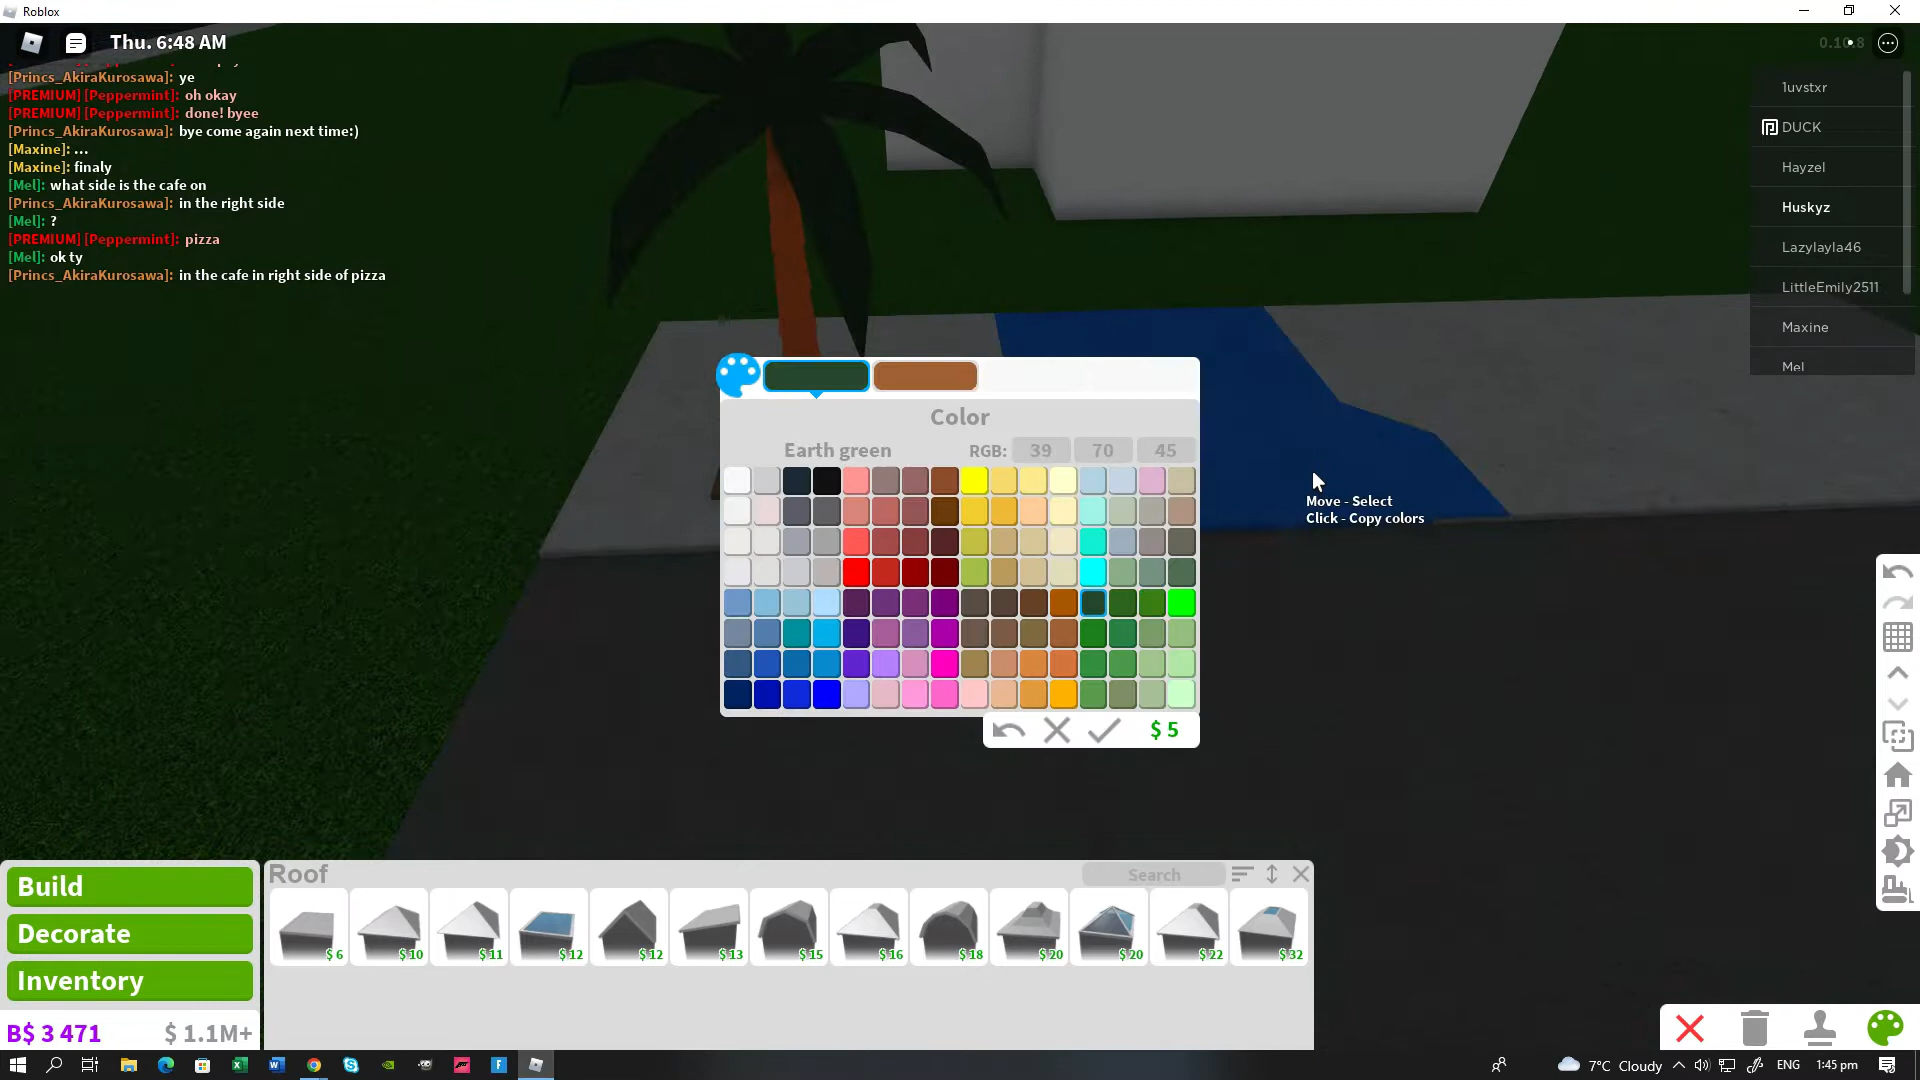 Roblox
Thu. 6:48 AM
0.10.8
[Princs_AkiraKurosawa]: ye
[PREMIUM] [Peppermint]: oh okay
[PREMIUM] [Peppermint]: done! byee
[Princs_AkiraKurosawa]: bye come again next time:)
[Maxine]: ...
[Maxine]: finaly
[Mel]: what side is the cafe on
[Princs_AkiraKurosawa]: in the right side
[Mel]: ?
[PREMIUM] [Peppermint]: pizza
[Mel]: ok ty
[Princs_AkiraKurosawa]: in the cafe in right side of pizza
1uvstxr
DUCK
Hayzel
Huskyz
Lazylayla46
LittleEmily2511
Maxine
Mel
Color
Earth green RGB: 39 70 45
Move - Select
Click - Copy colors
$ 5
Build
Decorate
Inventory
B$ 3 471 $ 1.1M+
Roof Search
$ 6 $ 10 $ 11 $ 12 $ 12 $ 13 $ 15 $ 16 $ 18 $ 20 $ 20 $ 22 $ 32
7°C Cloudy ENG 1:45 pm